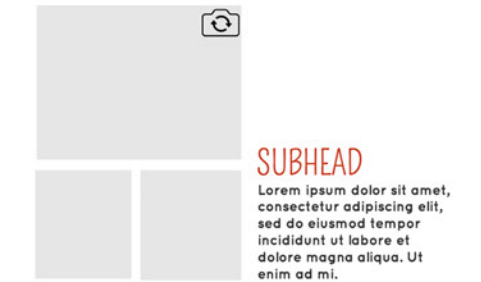 SUBHEAD
Lorem ipsum dolor sit amet,
consectetur adipiscing elit,
sed do eiusmod tempor
incididunt ut labore et
dolore magna aliqua. Ut
enim ad mi.